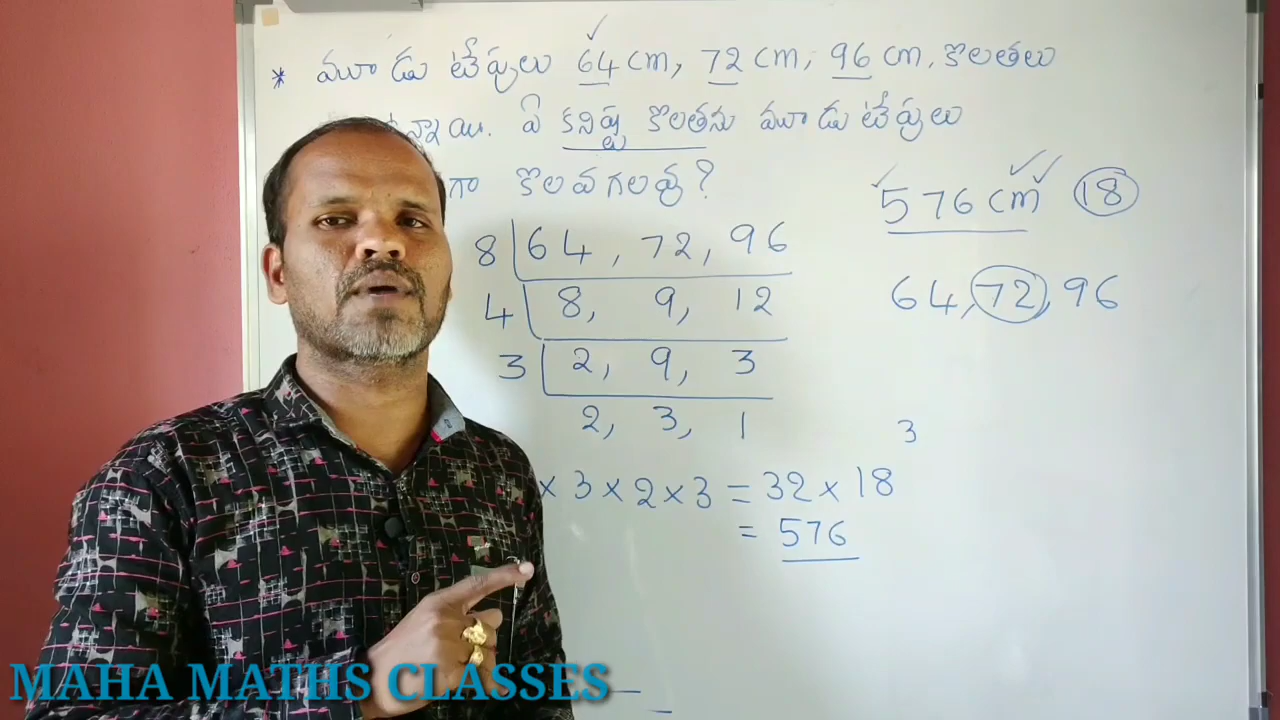 * మూడు టేపులు 64 cm, 72 cm, 96 cm, కొలతలు
ఏ కనిష్ట కొలతను మూడు టేపులు
గా కొలవగలవు?
576 cm 18
8 64, 72, 96
64, 72, 96
4 8, 9, 12
3 2, 9, 3
2, 3, 1
3
× 3 × 2 × 3 = 32 × 18
= 576
MAHA MATHS CLASSES